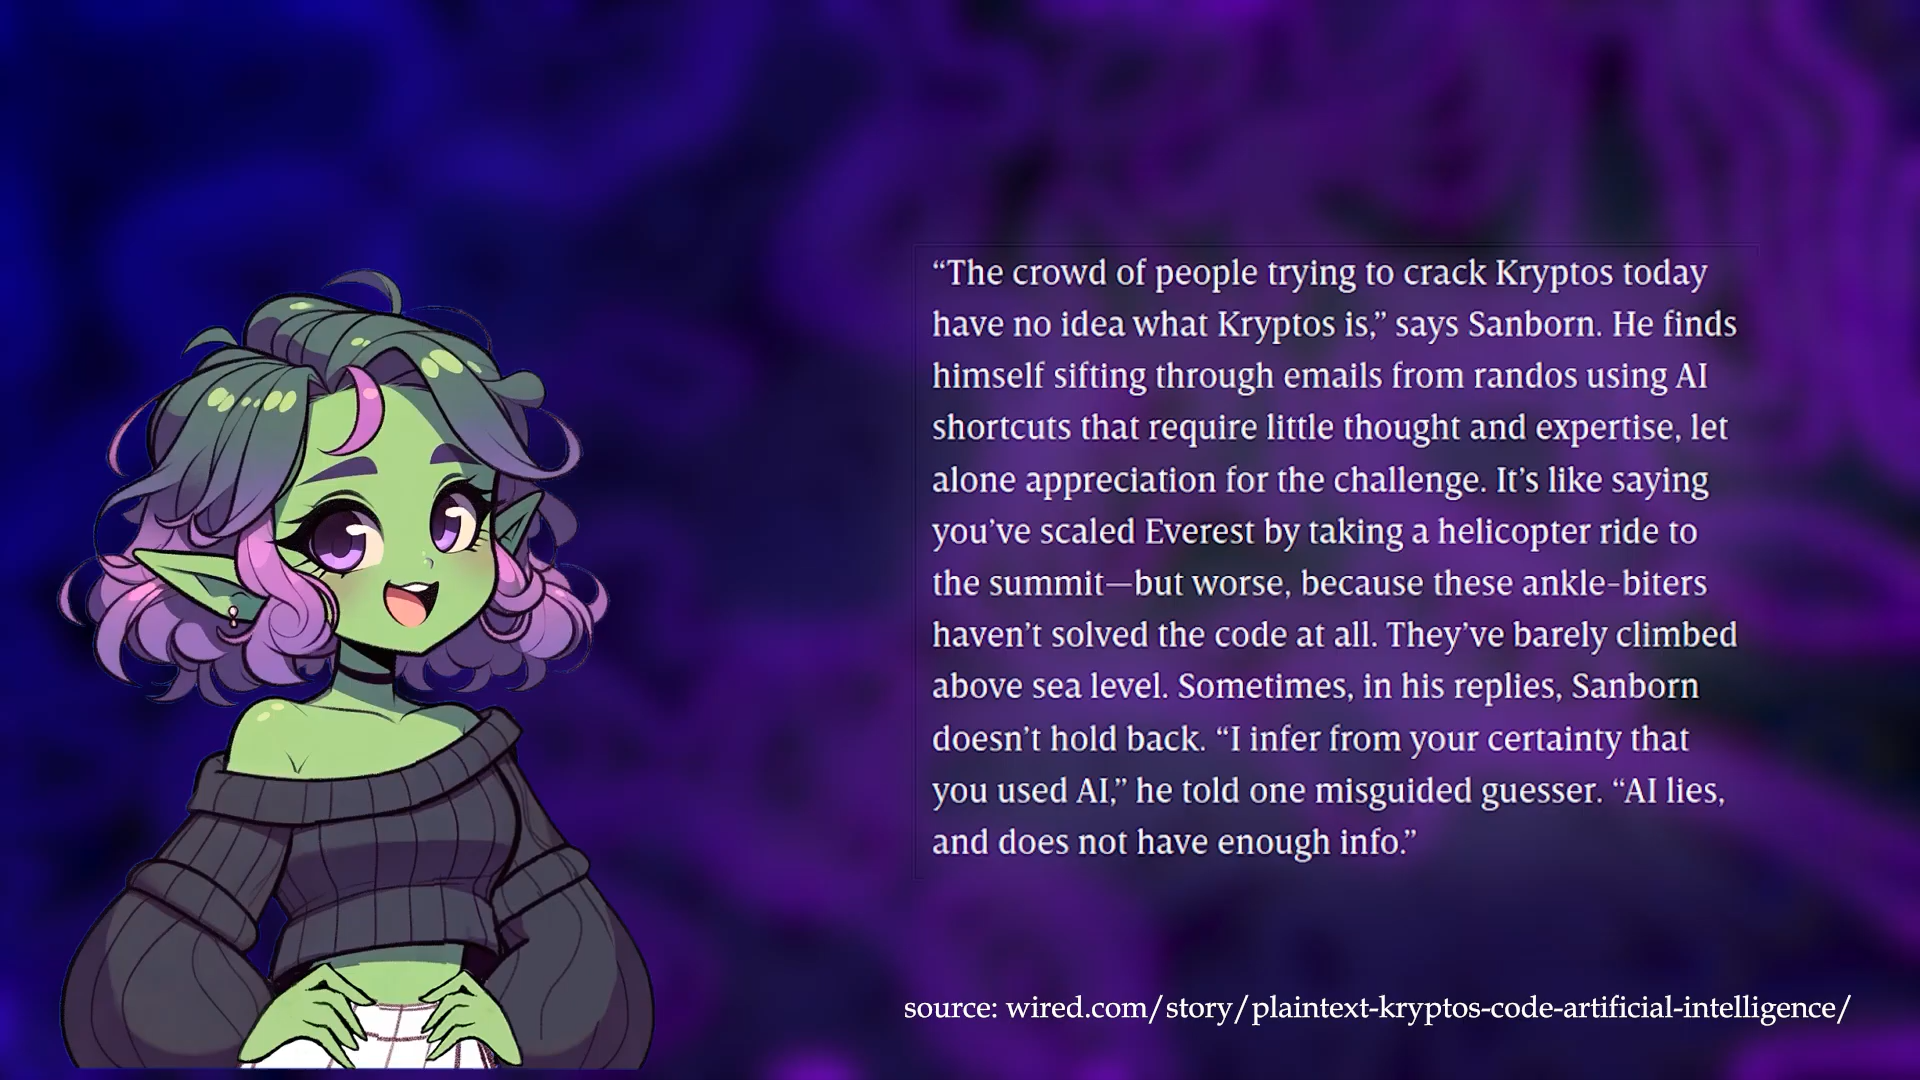 “The crowd of people trying to crack Kryptos today
have no idea what Kryptos is,” says Sanborn. He finds
himself sifting through emails from randos using AI
shortcuts that require little thought and expertise, let
alone appreciation for the challenge. It’s like saying
you’ve scaled Everest by taking a helicopter ride to
the summit—but worse, because these ankle-biters
haven’t solved the code at all. They’ve barely climbed
above sea level. Sometimes, in his replies, Sanborn
doesn’t hold back. “I infer from your certainty that
you used AI,” he told one misguided guesser. “AI lies,
and does not have enough info.”
source: wired.com/story/plaintext-kryptos-code-artificial-intelligence/